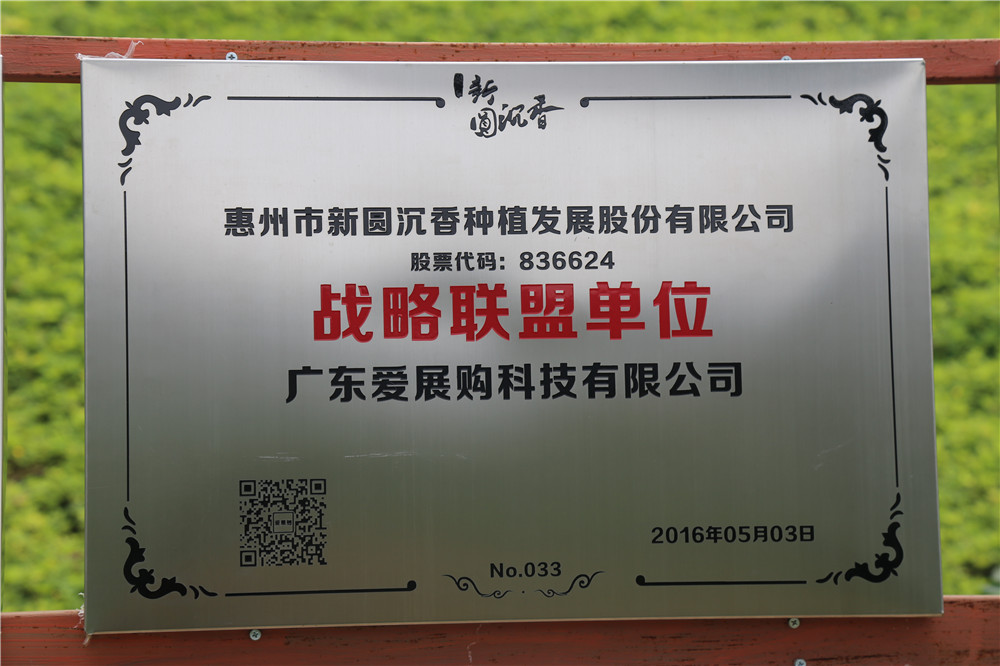 新
圆沉香
惠州市新圆沉香种植发展股份有限公司
股票代码：836624
战略联盟单位
广东爱展购科技有限公司
2016年05月03日
No.033